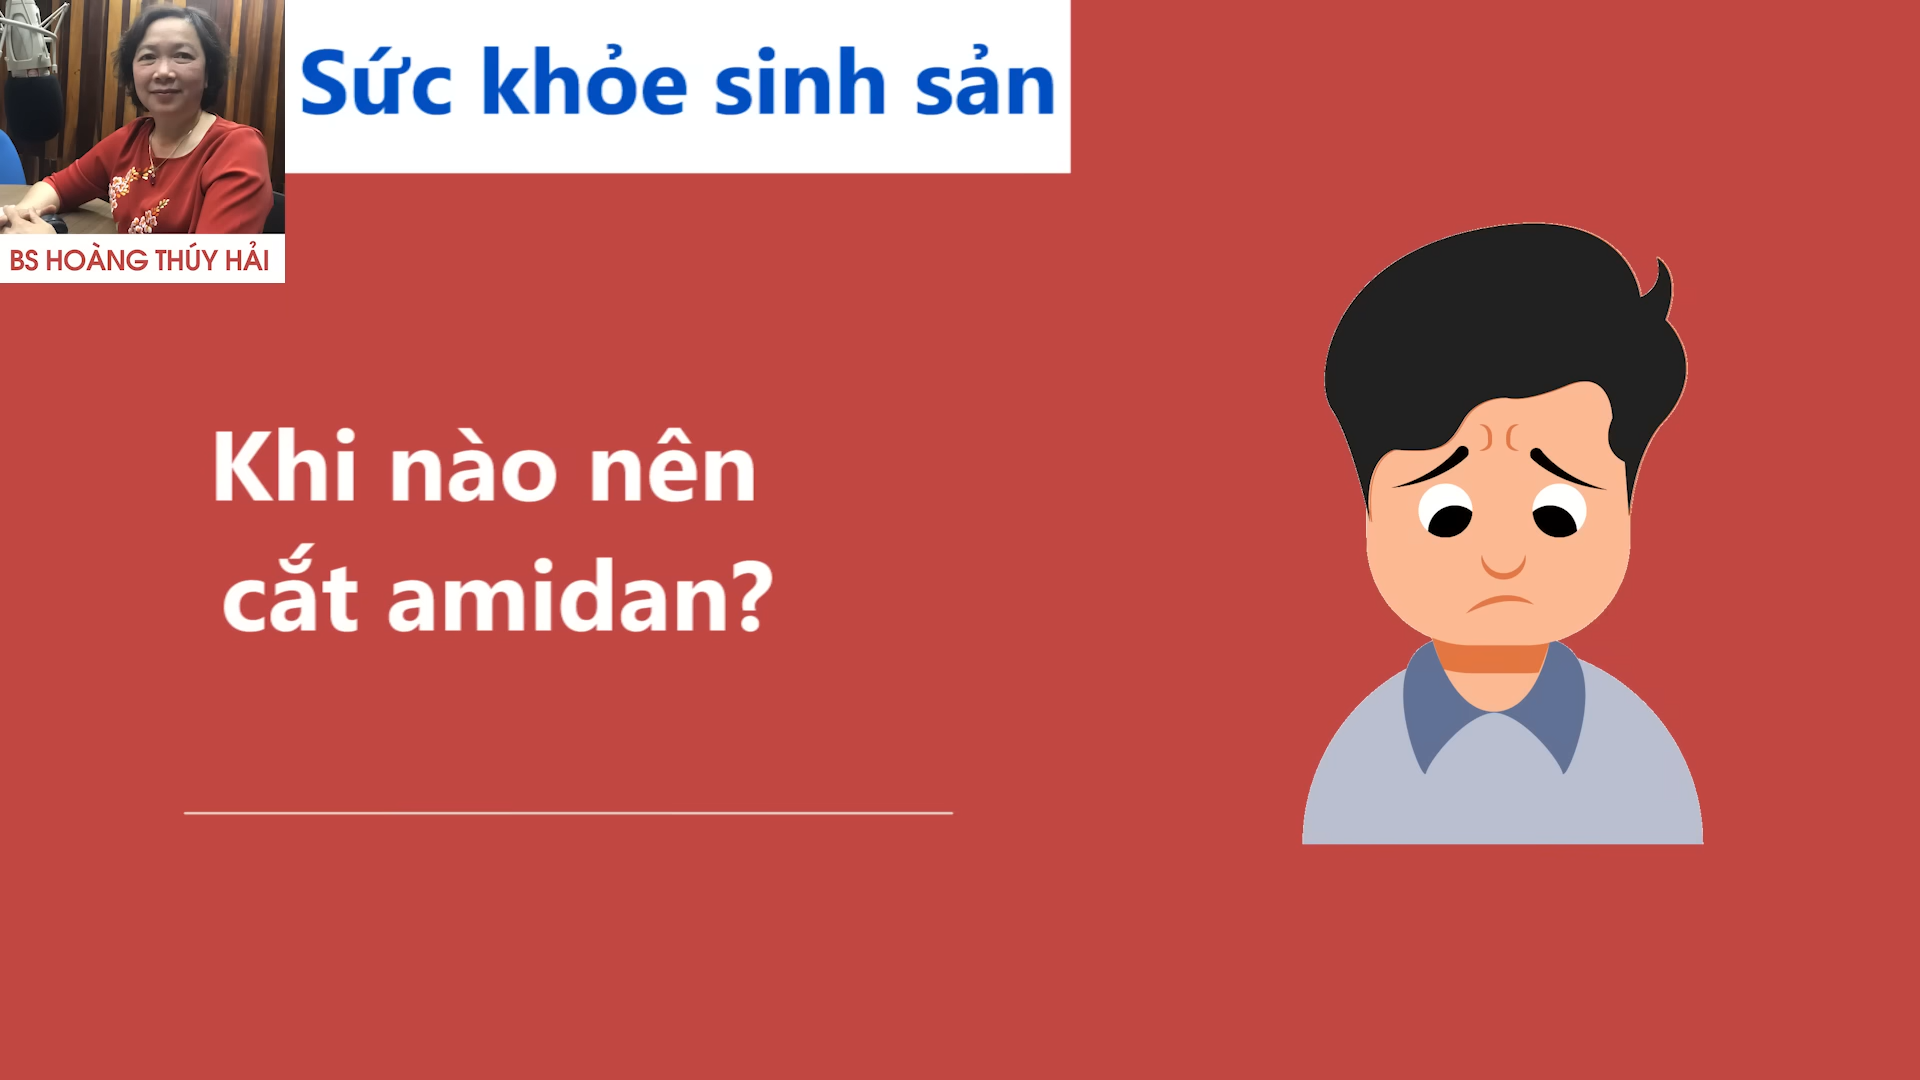 Sức khỏe sinh sản
BS HOÀNG THÚY HẢI
Khi nào nên
cắt amidan?